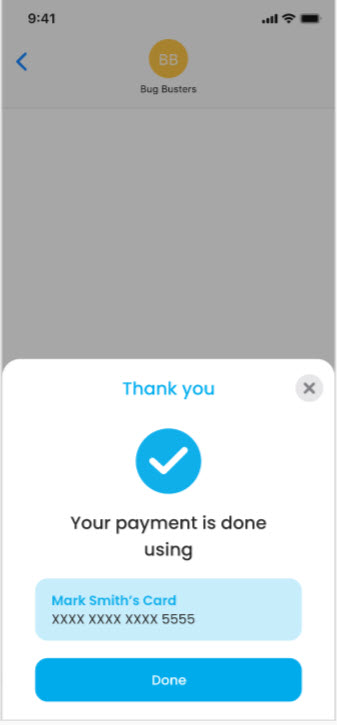 9:41
BB
Bug Busters
Thank you
Your payment is done
using
Mark Smith's Card
XXXX XXXX XXXX 5555
Done